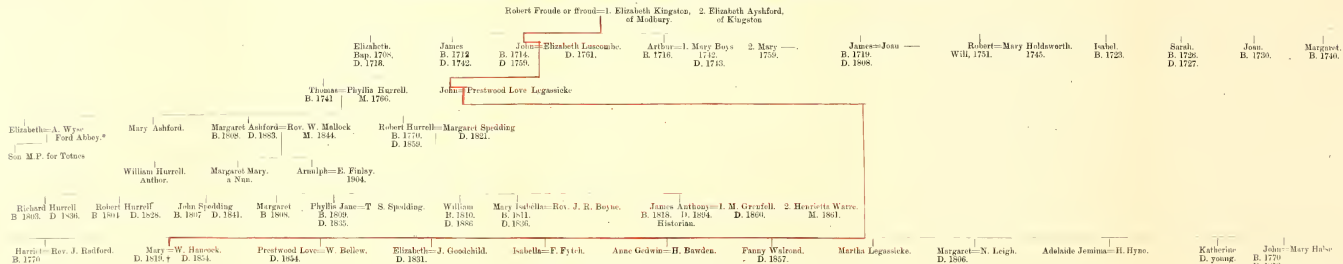 Robert Froude or ffroud=1. Elizabeth Kingston, 2. Elizabeth Ayshford,
of Modbury. of Kingston
Elizabeth. James John=Elizabeth Luscombe. Arthur=1. Mary Boys 2. Mary —. James=Joan — Robert=Mary Holdsworth. Isabel. Sarah. Joan. Margaret.
Bap. 1708. B. 1712 B. 1714. D. 1761. B. 1716. 1742. 1759. B. 1719. Will, 1751. 1745. B. 1723. B. 1726. B. 1730. B. 1740.
D. 1718. D. 1742. D 1759. D. 1743. D. 1808. D. 1727.
Thomas=Phyllis Hurrell. John=Prestwood Love Legassicke
B. 1741 M. 1766.
Elizabeth=A. Wyse Mary Ashford. Margaret Ashford=Rev. W. Mallock Robert Hurrell=Margaret Spedding
Ford Abbey.* B. 1808. D. 1883. M. 1844. B. 1770. D. 1821.
D. 1859.
Son M.P. for Totnes
William Hurrell. Margaret Mary. Arnulph=E. Finlay.
Author. a Nun. 1904.
Richard Hurrell Robert Hurrell John Spedding Margaret Phyllis Jane=T S. Spedding. William Mary Isabella=Rev. J. R. Boyne. James Anthony=1. M. Grenfell. 2. Henrietta Warre.
B 1803. D 1836. B. 1804 D. 1828. B. 1807 D. 1841. B. 1808. B. 1809. B. 1810. B. 1811. B. 1818. D. 1894. D. 1860. M. 1861.
D. 1835. D. 1886 D. 1836. Historian.
Harriet=Rev. J. Radford. Mary=W. Hancock. Prestwood Love=W. Bellew. Elizabeth=J. Goodchild. Isabella=F. Fytch. Anne Godwin=H. Bawden. Fanny Walrond. Martha Legassicke. Margaret=N. Leigh. Adelaide Jemima=H. Hyne. Katherine John=Mary Halse
B. 1770 D. 1819. † D. 1854. D. 1854. D. 1831. D. 1857. D. 1806. D. young. B. 1770